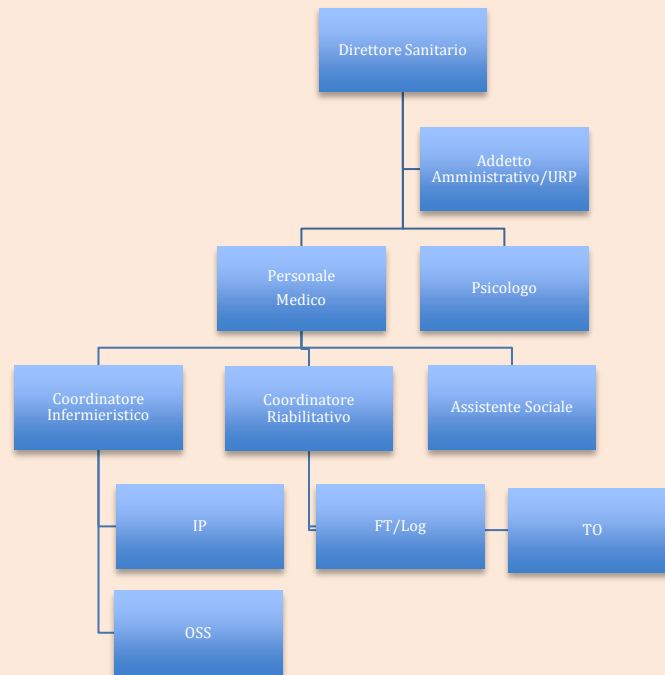 Direttore Sanitario
Addetto
Amministrativo/URP
Personale
Medico
Psicologo
Coordinatore
Infermieristico
Coordinatore
Riabilitativo
Assistente Sociale
IP
FT/Log
TO
OSS